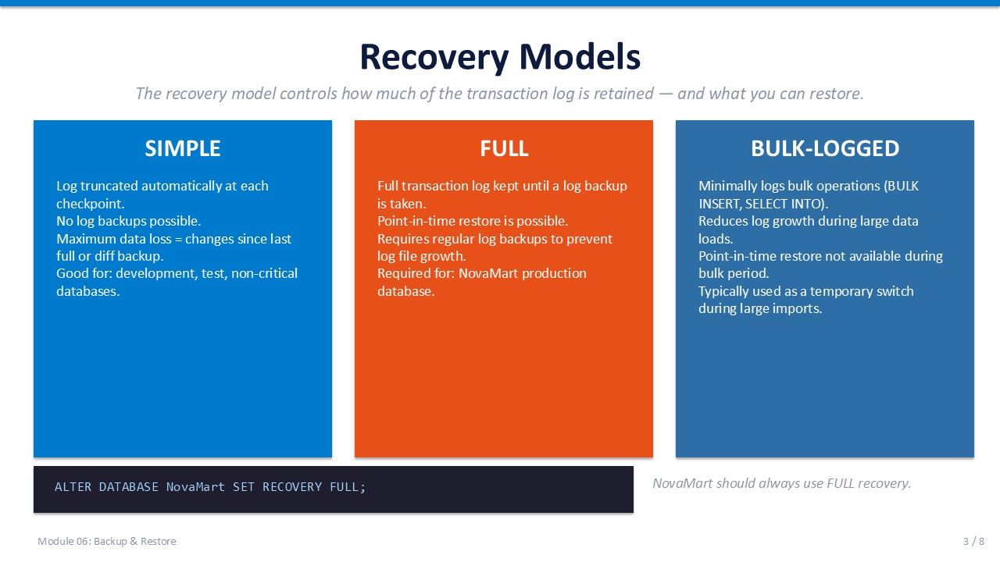 Recovery Models
The recovery model controls how much of the transaction log is retained — and what you can restore.
SIMPLE
Log truncated automatically at each
checkpoint.
No log backups possible.
Maximum data loss = changes since last
full or diff backup.
Good for: development, test, non-critical
databases.
FULL
Full transaction log kept until a log backup
is taken.
Point-in-time restore is possible.
Requires regular log backups to prevent
log file growth.
Required for: NovaMart production
database.
BULK-LOGGED
Minimally logs bulk operations (BULK
INSERT, SELECT INTO).
Reduces log growth during large data
loads.
Point-in-time restore not available during
bulk period.
Typically used as a temporary switch
during large imports.
ALTER DATABASE NovaMart SET RECOVERY FULL;
NovaMart should always use FULL recovery.
Module 06: Backup & Restore
3 / 8